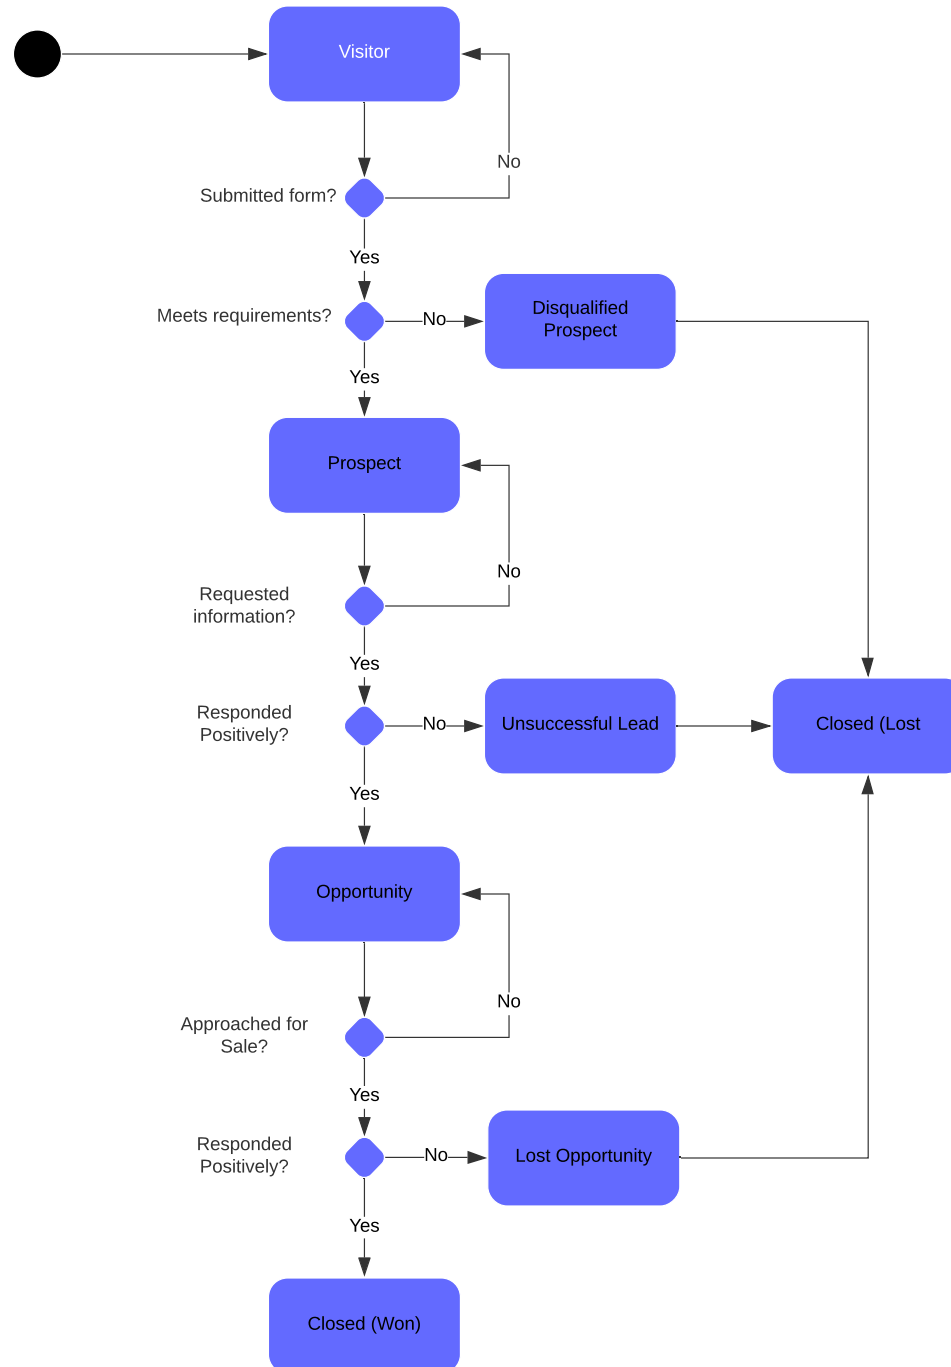 Visitor
No
Submitted form?
Yes
Disqualified
Prospect
Meets requirements?
No
Yes
Prospect
No
Requested
information?
Yes
Responded
Positively?
No
Unsuccessful Lead
Closed (Lost
Yes
Opportunity
No
Approached for
Sale?
Yes
Responded
Positively?
No
Lost Opportunity
Yes
Closed (Won)